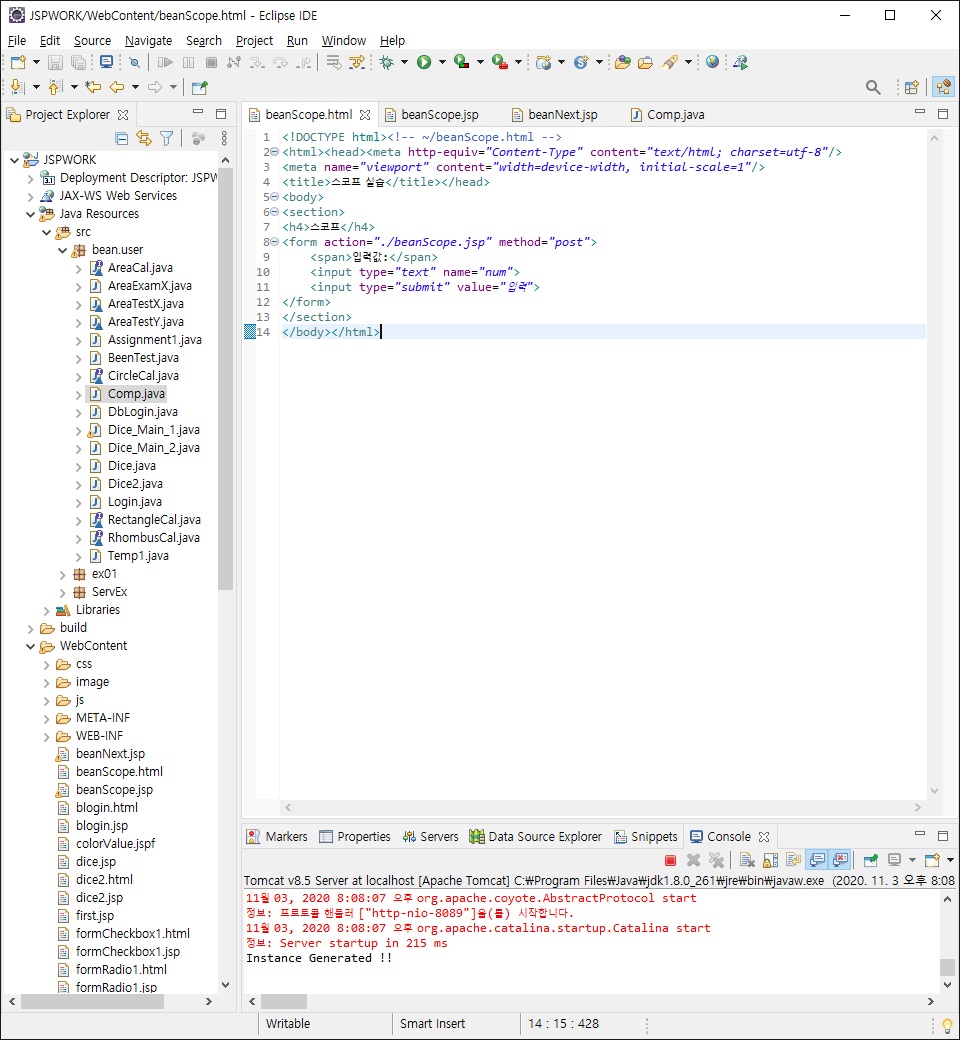 JSPWORK/WebContent/beanScope.html - Eclipse IDE
File Edit Source Navigate Search Project Run Window Help
Project Explorer
JSPWORK
Deployment Descriptor: JSPW
JAX-WS Web Services
Java Resources
src
bean.user
AreaCal.java
AreaExamX.java
AreaTestX.java
AreaTestY.java
Assignment1.java
BeenTest.java
CircleCal.java
Comp.java
DbLogin.java
Dice_Main_1.java
Dice_Main_2.java
Dice.java
Dice2.java
Login.java
RectangleCal.java
RhombusCal.java
Temp1.java
ex01
ServEx
Libraries
build
WebContent
css
image
js
META-INF
WEB-INF
beanNext.jsp
beanScope.html
beanScope.jsp
blogin.html
blogin.jsp
colorValue.jspf
dice.jsp
dice2.html
dice2.jsp
first.jsp
formCheckbox1.html
formCheckbox1.jsp
formRadio1.html
formRadio1.jsp
beanScope.html beanScope.jsp beanNext.jsp Comp.java
1 <!DOCTYPE html><!-- ~/beanScope.html -->
2 <html><head><meta http-equiv="Content-Type" content="text/html; charset=utf-8"/>
3 <meta name="viewport" content="width=device-width, initial-scale=1"/>
4 <title>스코프 실습</title></head>
5 <body>
6 <section>
7 <h4>스코프</h4>
8 <form action="./beanScope.jsp" method="post">
9 <span>입력값:</span>
10 <input type="text" name="num">
11 <input type="submit" value="입력">
12 </form>
13 </section>
14 </body></html>
Markers Properties Servers Data Source Explorer Snippets Console
Tomcat v8.5 Server at localhost [Apache Tomcat] C:₩Program Files₩Java₩jdk1.8.0_261₩jre₩bin₩javaw.exe (2020. 11. 3 오후 8:08
11월 03, 2020 8:08:07 오후 org.apache.coyote.AbstractProtocol start
정보: 프로토콜 핸들러 ["http-nio-8089"]을(를) 시작합니다.
11월 03, 2020 8:08:07 오후 org.apache.catalina.startup.Catalina start
정보: Server startup in 215 ms
Instance Generated !!
Writable Smart Insert 14 : 15 : 428